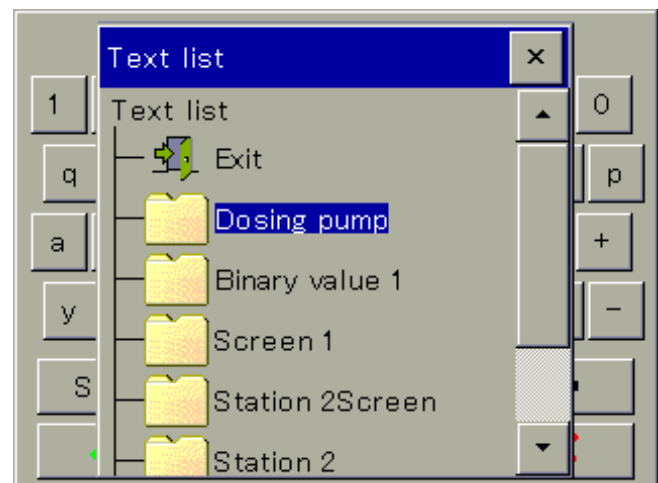 Text list
×
Text list
1
0
Exit
q
p
Dosing pump
a
+
Binary value 1
y
-
Screen 1
S
Station 2Screen
Station 2